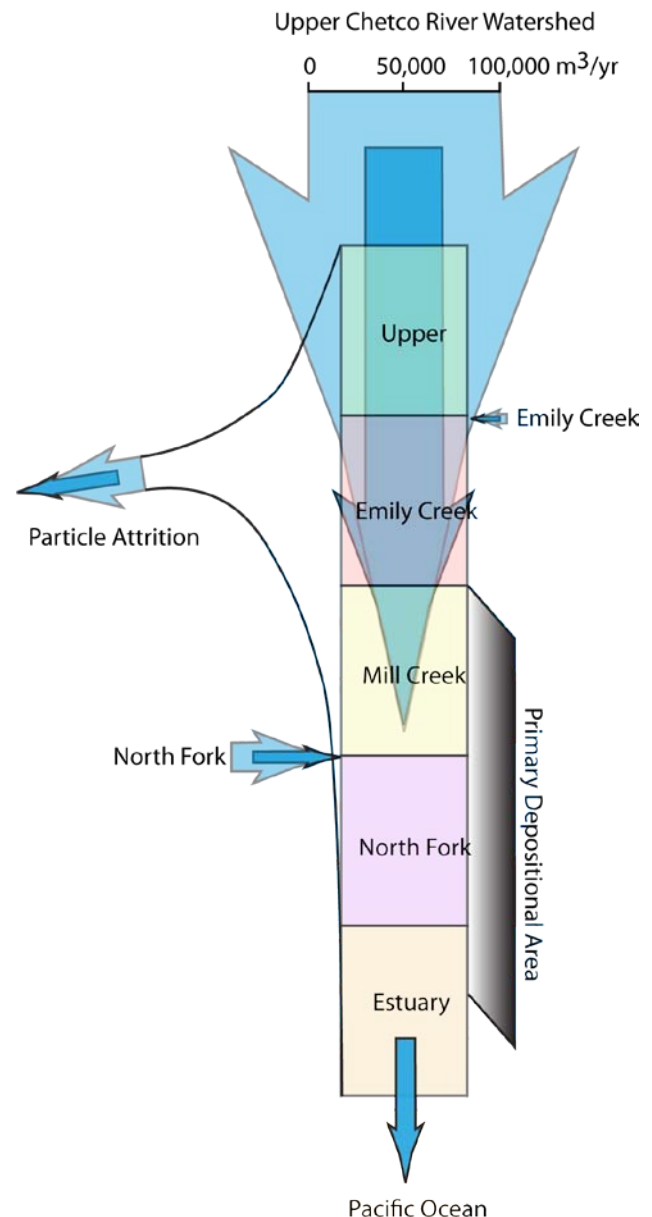 Upper Chetco River Watershed
0 50,000 100,000 m³/yr
Upper
Emily Creek
Emily Creek
Particle Attrition
Mill Creek
Primary Depositional Area
North Fork
North Fork
Estuary
Pacific Ocean